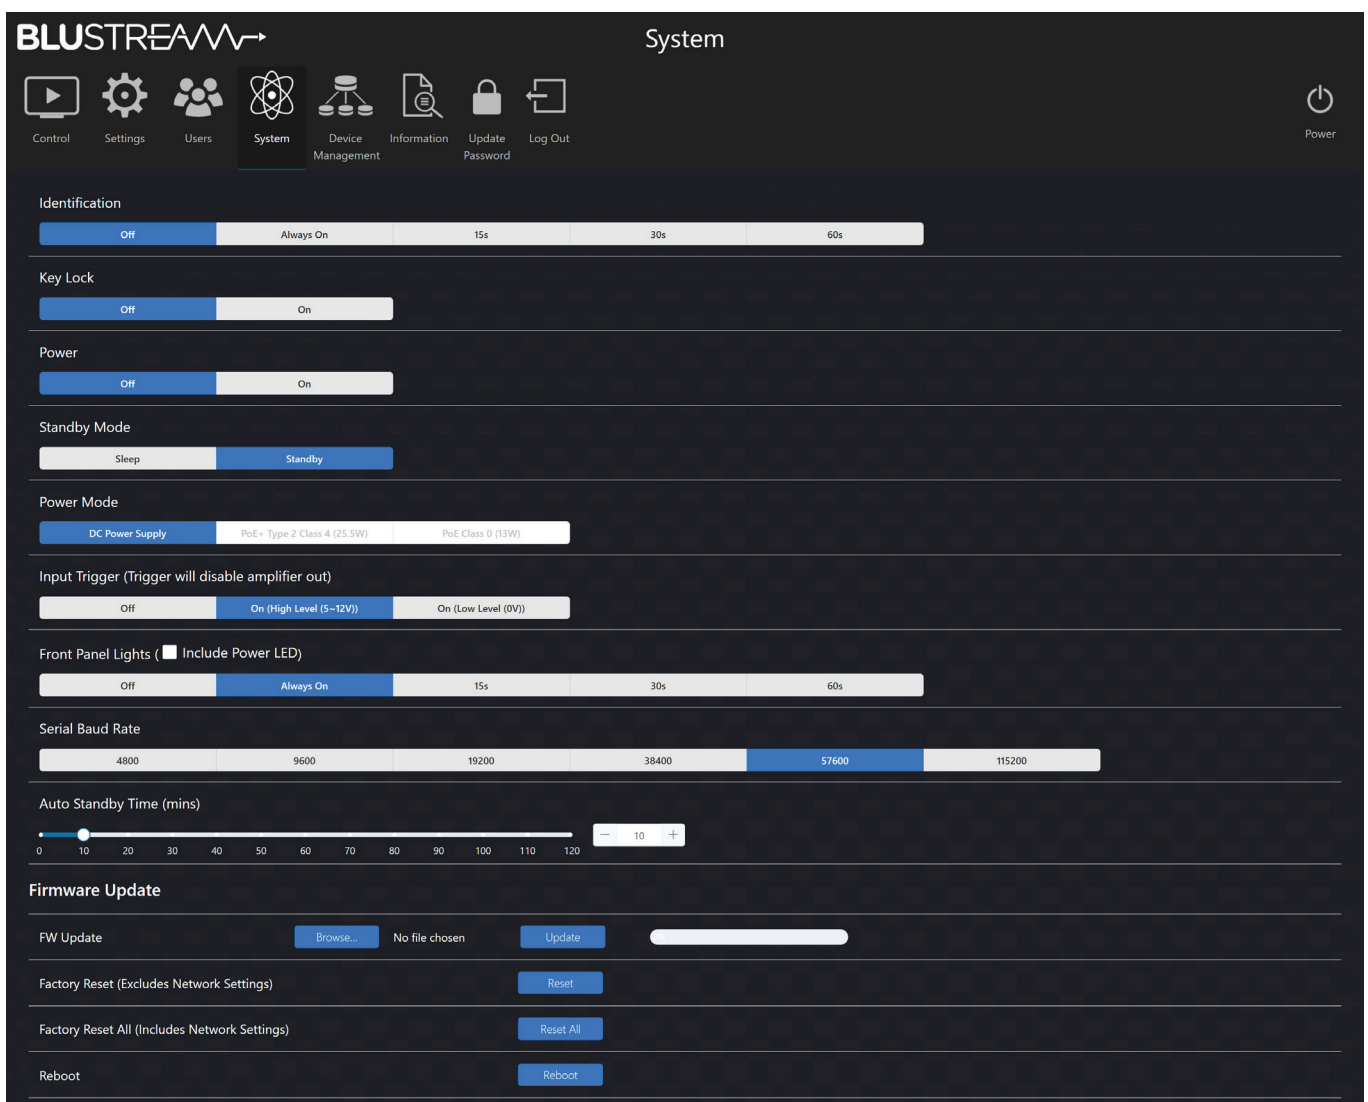 BLUSTREAM
System
Control
Settings
Users
System
Device
Management
Information
Update
Password
Log Out
Power
Identification
Off
Always On
15s
30s
60s
Key Lock
Off
On
Power
Off
On
Standby Mode
Sleep
Standby
Power Mode
DC Power Supply
PoE+ Type 2 Class 4 (25.5W)
PoE Class 0 (13W)
Input Trigger (Trigger will disable amplifier out)
Off
On (High Level (5~12V))
On (Low Level (0V))
Front Panel Lights ( Include Power LED)
Off
Always On
15s
30s
60s
Serial Baud Rate
4800
9600
19200
38400
57600
115200
Auto Standby Time (mins)
0 10 20 30 40 50 60 70 80 90 100 110 120
− 10 +
Firmware Update
FW Update
Browse...
No file chosen
Update
Factory Reset (Excludes Network Settings)
Reset
Factory Reset All (Includes Network Settings)
Reset All
Reboot
Reboot